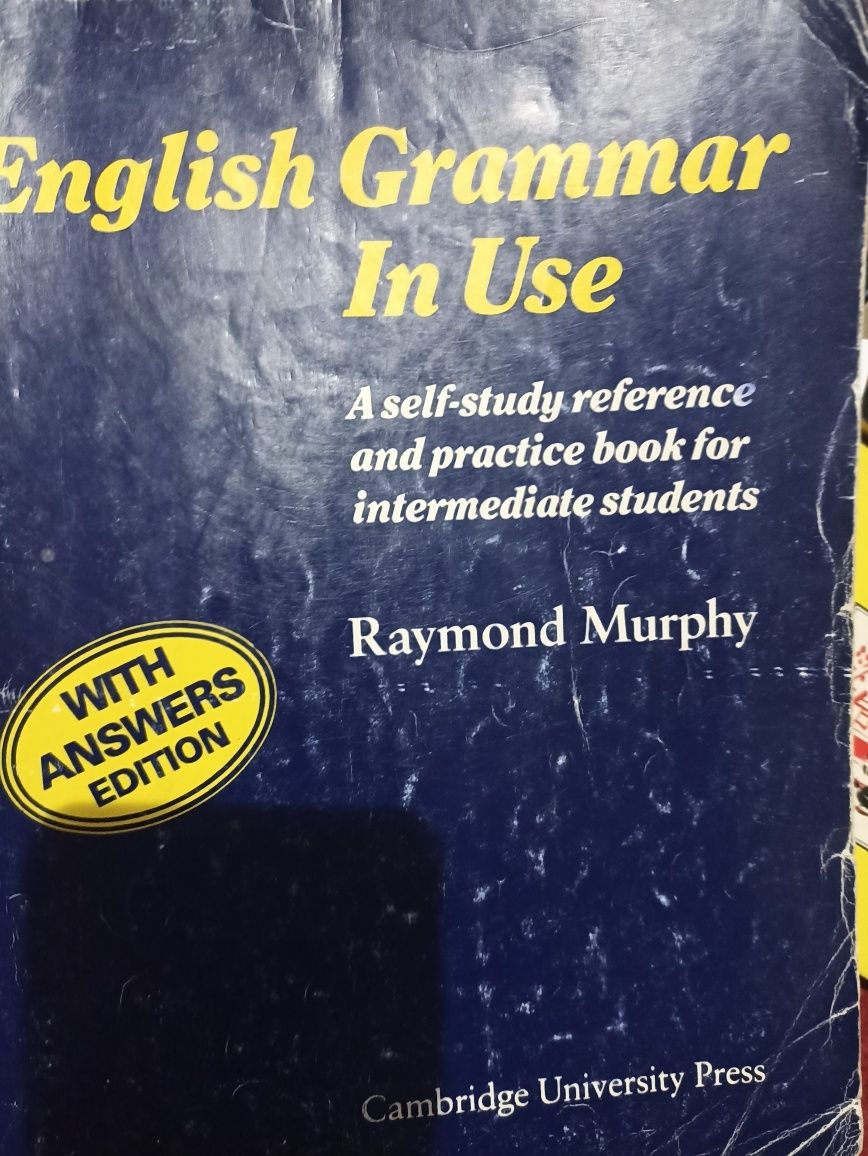 English Grammar
In Use
A self-study reference
and practice book for
intermediate students
Raymond Murphy
WITH
ANSWERS
EDITION
Cambridge University Press